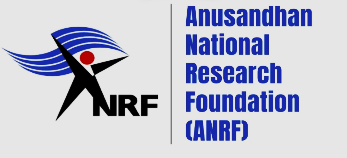 NRF
Anusandhan
National
Research
Foundation
(ANRF)